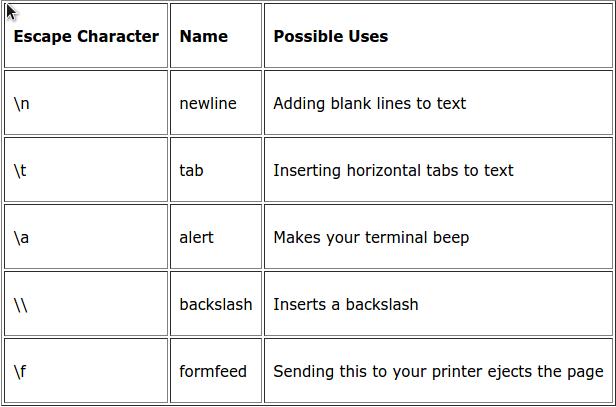 Escape Character Name Possible Uses
\n newline Adding blank lines to text
\t tab Inserting horizontal tabs to text
\a alert Makes your terminal beep
\\ backslash Inserts a backslash
\f formfeed Sending this to your printer ejects the page